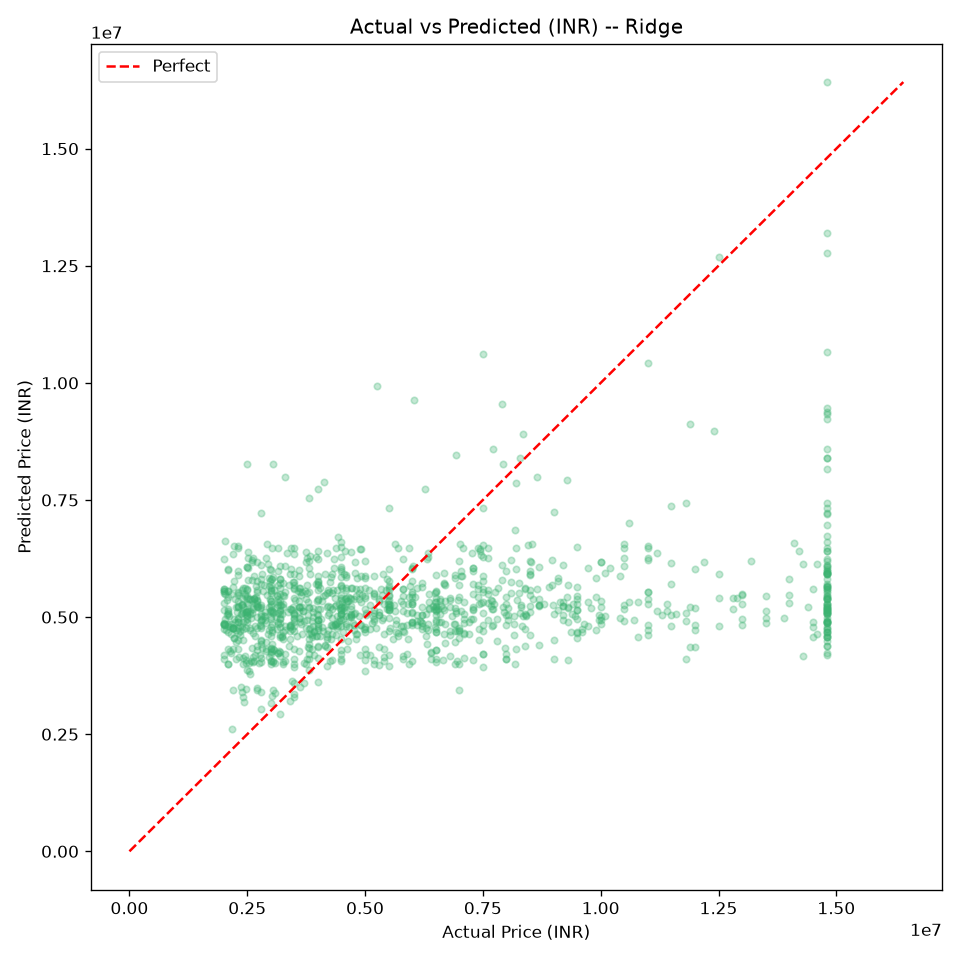 Actual vs Predicted (INR) -- Ridge
1e7
Perfect
Predicted Price (INR)
1.50
1.25
1.00
0.75
0.50
0.25
0.00
0.00 0.25 0.50 0.75 1.00 1.25 1.50
Actual Price (INR)
1e7